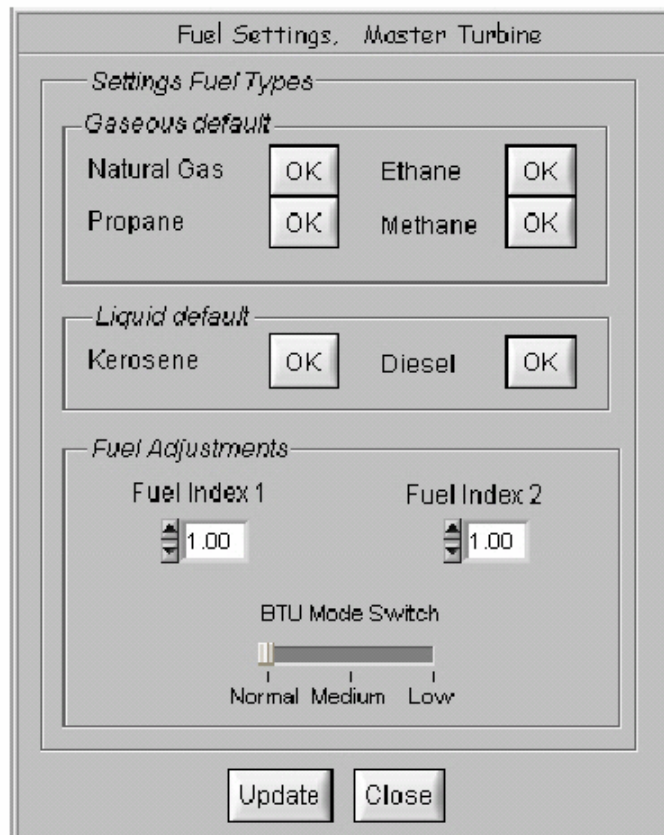 Fuel Settings, Master Turbine
Settings Fuel Types
Gaseous default
Natural Gas OK Ethane OK
Propane OK Methane OK
Liquid default
Kerosene OK Diesel OK
Fuel Adjustments
Fuel Index 1 Fuel Index 2
1.00 1.00
BTU Mode Switch
Normal Medium Low
Update Close